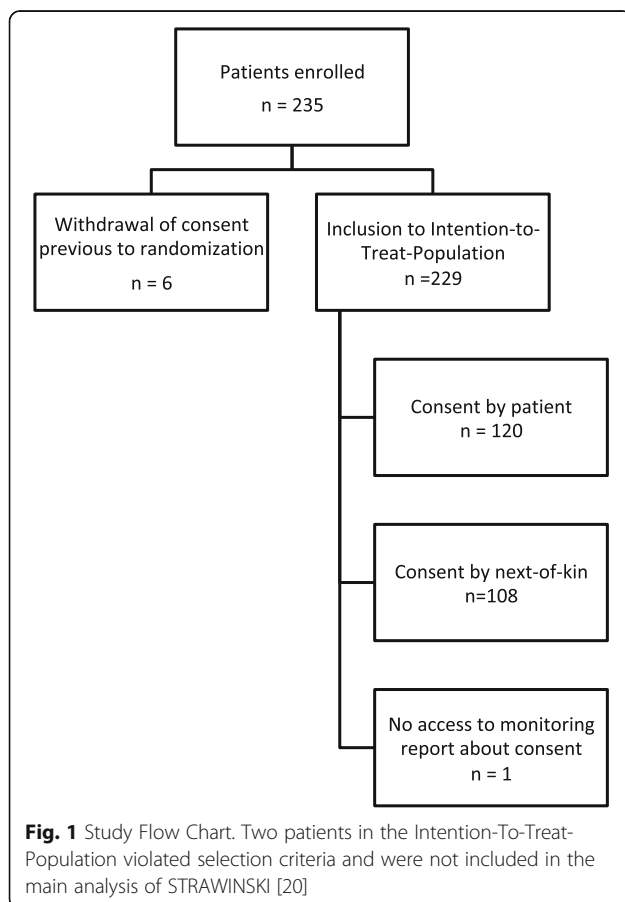 Patients enrolled
n = 235
Withdrawal of consent
previous to randomization
n = 6
Inclusion to Intention-to-
Treat-Population
n =229
Consent by patient
n = 120
Consent by next-of-kin
n=108
No access to monitoring
report about consent
n = 1
Fig. 1 Study Flow Chart. Two patients in the Intention-To-Treat-
Population violated selection criteria and were not included in the
main analysis of STRAWINSKI [20]